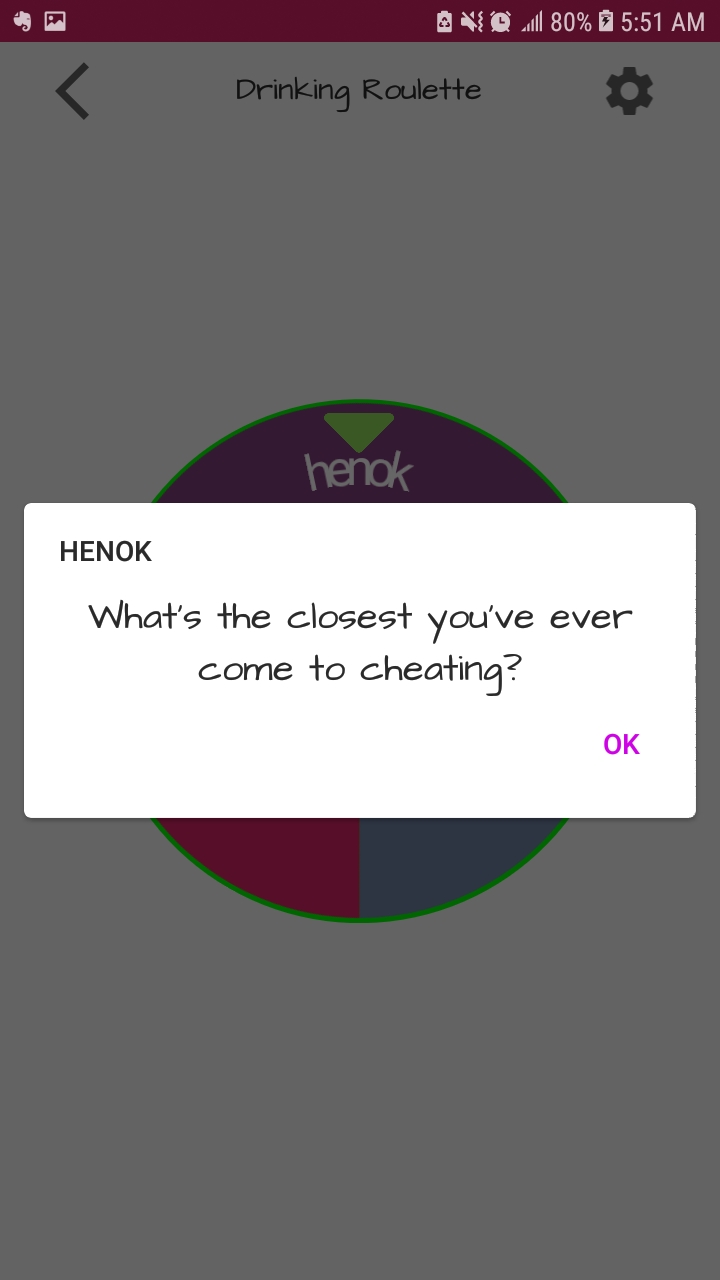 80% 5:51 AM
Drinking Roulette
henok
HENOK
What's the closest you've ever
come to cheating?
OK